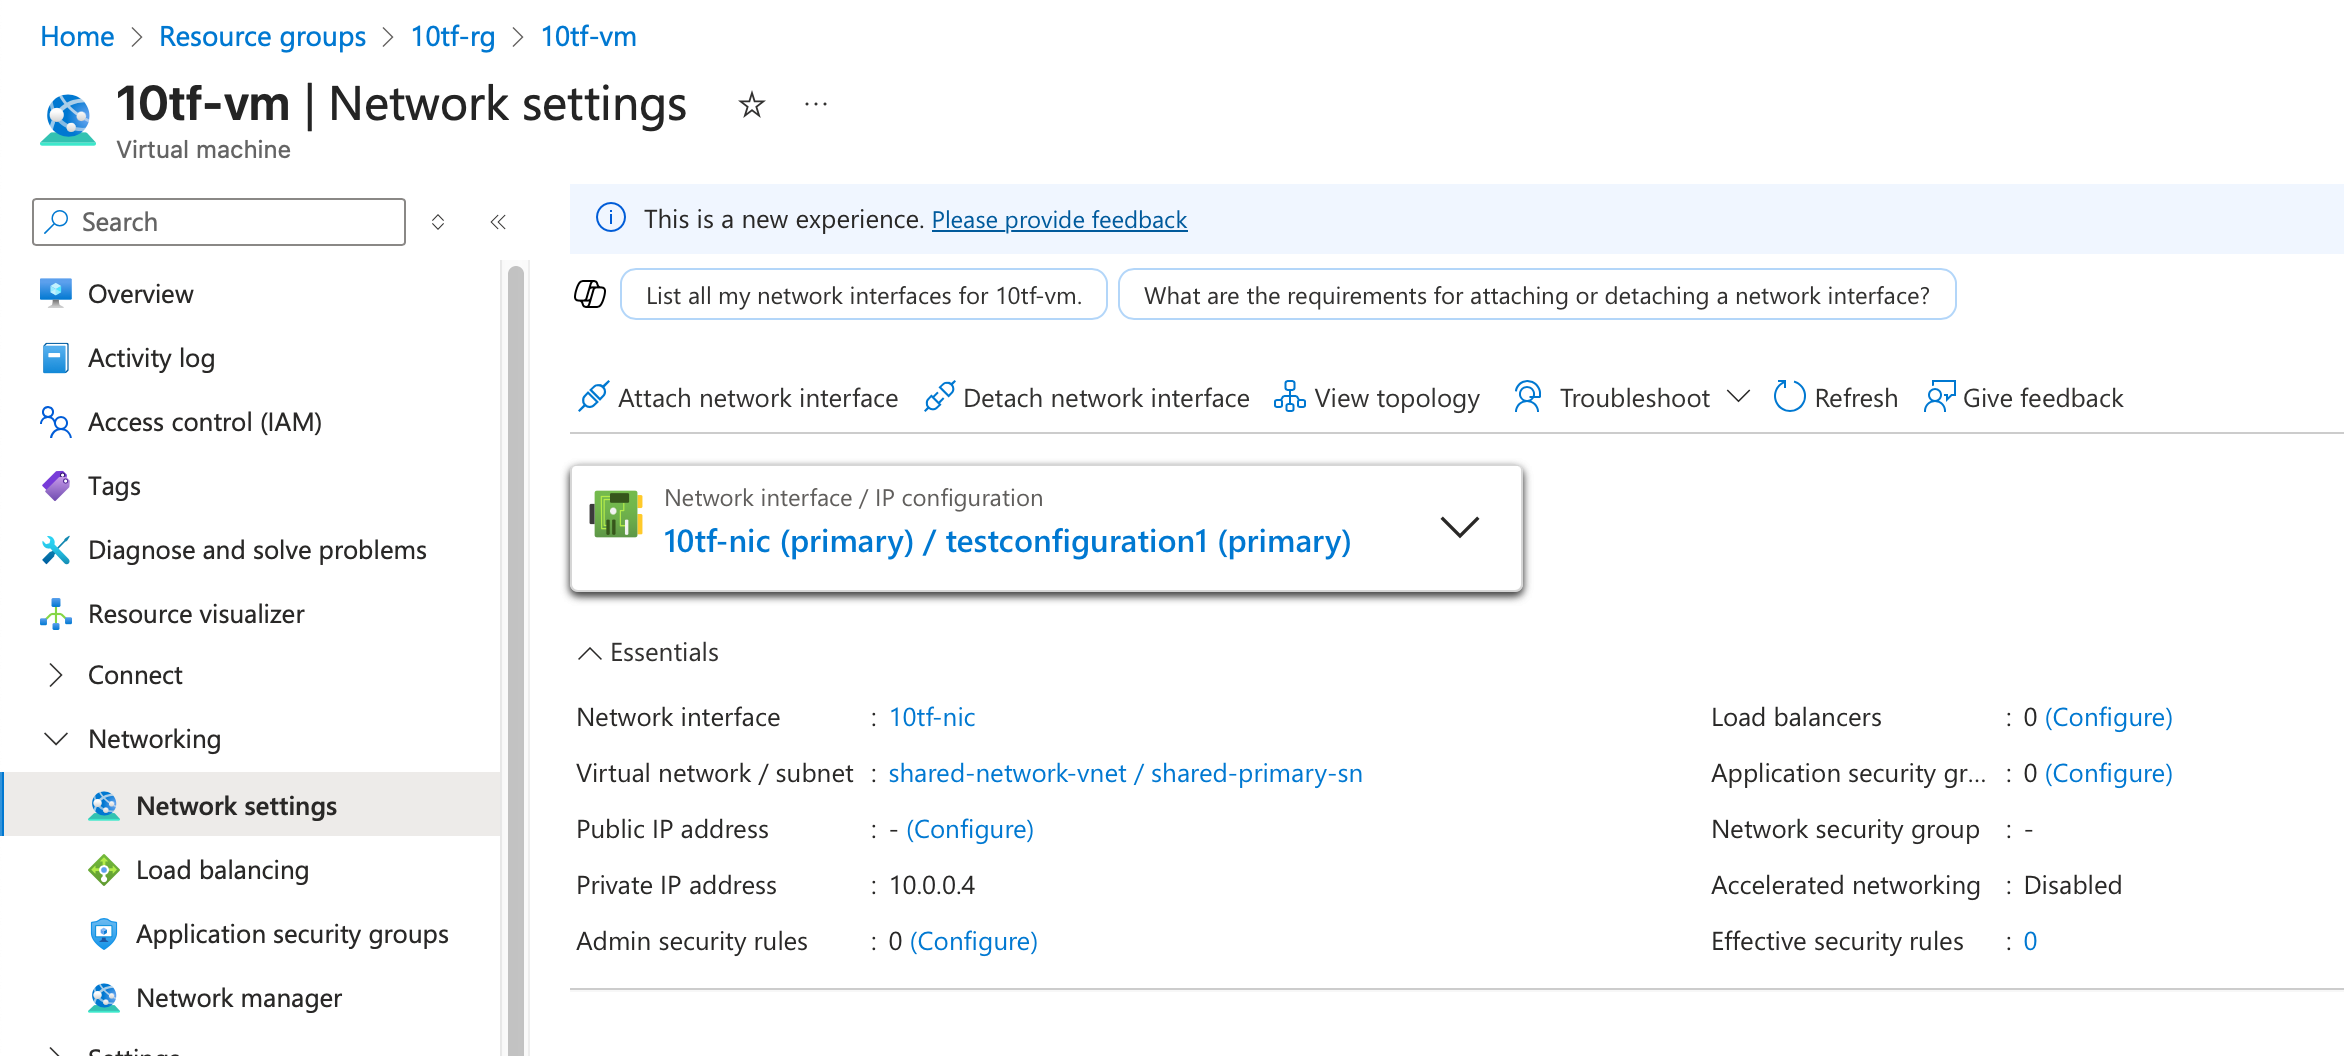 Home > Resource groups > 10tf-rg > 10tf-vm
10tf-vm | Network settings
Virtual machine
Search
Overview
Activity log
Access control (IAM)
Tags
Diagnose and solve problems
Resource visualizer
Connect
Networking
Network settings
Load balancing
Application security groups
Network manager
Settings
This is a new experience. Please provide feedback
List all my network interfaces for 10tf-vm.
What are the requirements for attaching or detaching a network interface?
Attach network interface Detach network interface View topology Troubleshoot Refresh Give feedback
Network interface / IP configuration
10tf-nic (primary) / testconfiguration1 (primary)
Essentials
Network interface : 10tf-nic
Virtual network / subnet : shared-network-vnet / shared-primary-sn
Public IP address : - (Configure)
Private IP address : 10.0.0.4
Admin security rules : 0 (Configure)
Load balancers : 0 (Configure)
Application security gr... : 0 (Configure)
Network security group : -
Accelerated networking : Disabled
Effective security rules : 0